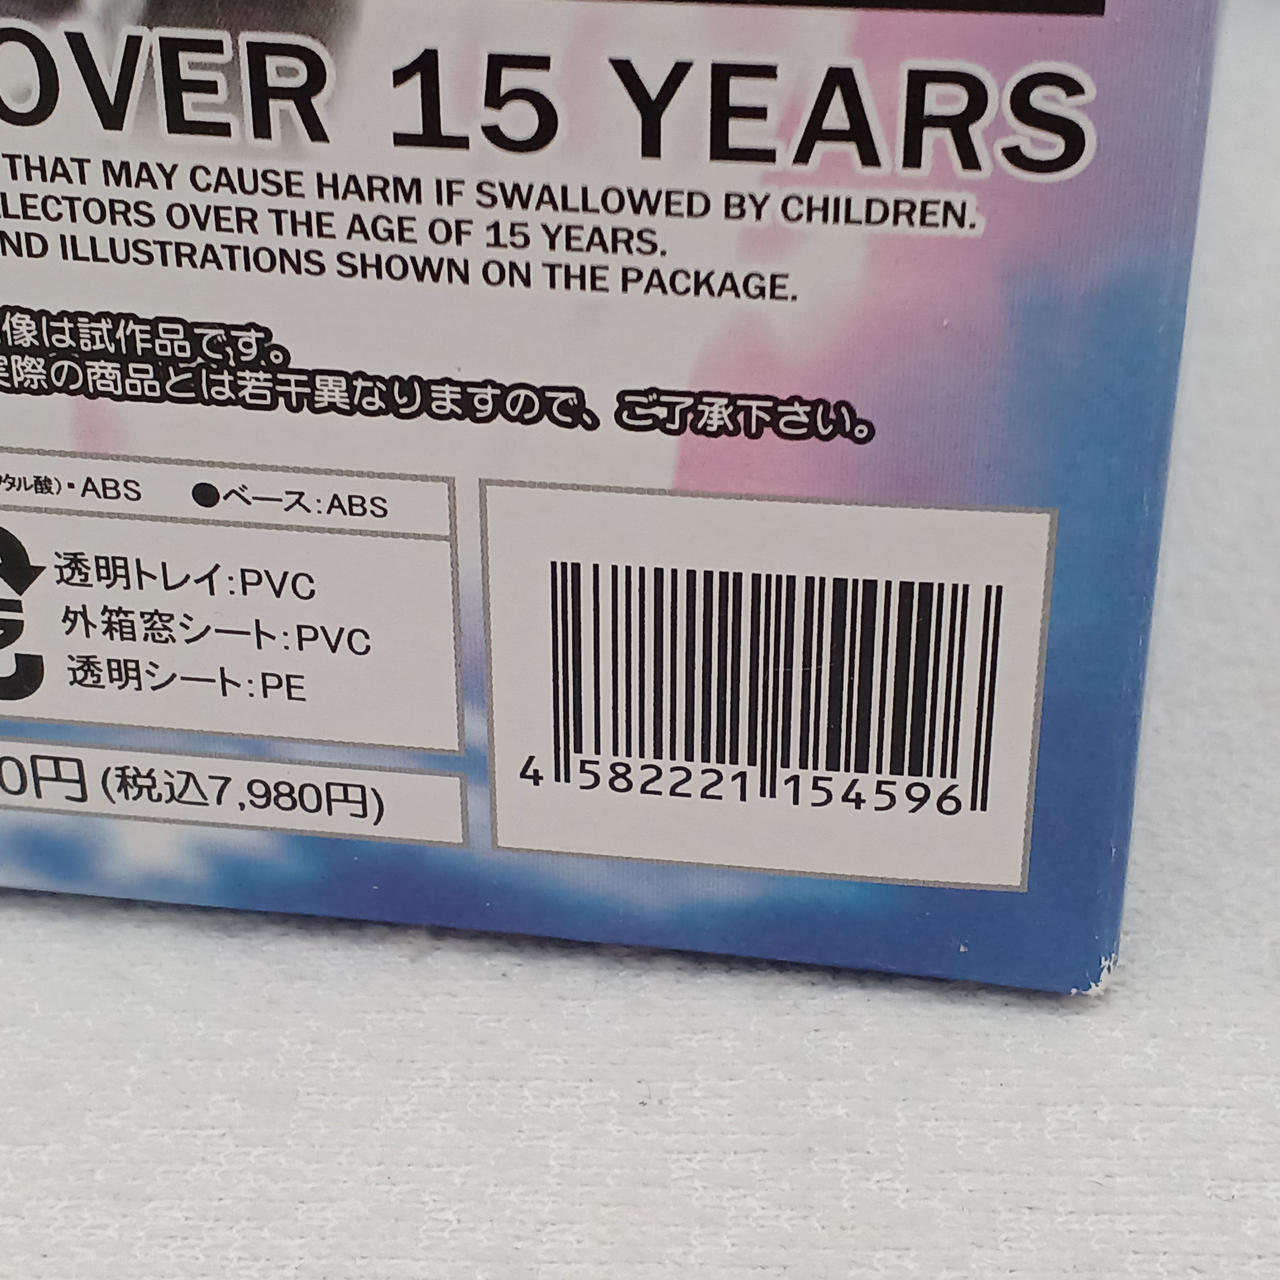 OVER 15 YEARS
THAT MAY CAUSE HARM IF SWALLOWED BY CHILDREN.
LLECTORS OVER THE AGE OF 15 YEARS.
ND ILLUSTRATIONS SHOWN ON THE PACKAGE.
像は試作品です。
実際の商品とは若干異なりますので、ご了承下さい。
タル酸)・ABS ●ベース:ABS
透明トレイ:PVC
外箱窓シート:PVC
透明シート:PE
0円(税込7,980円)
4 582221 154596